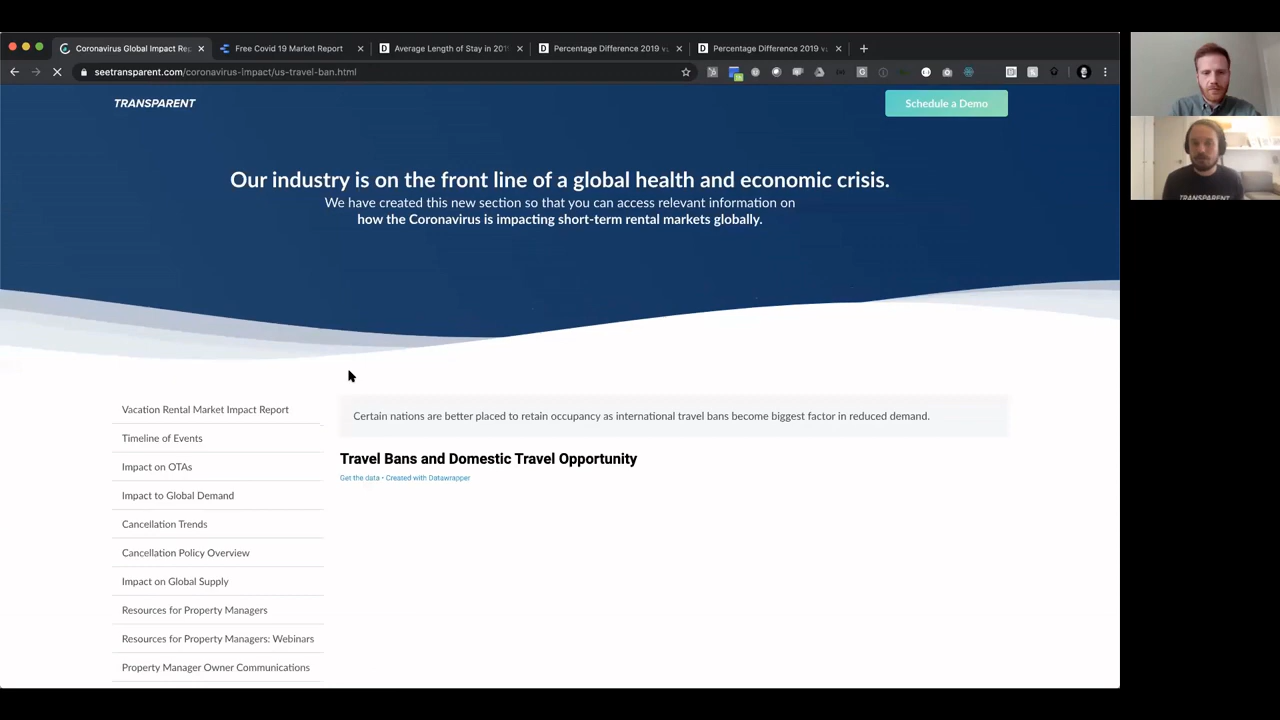 Coronavirus Global Impact Re
Free Covid 19 Market Report
Average Length of Stay in 201
Percentage Difference 2019 v
Percentage Difference 2019 v
seetransparent.com/coronavirus-impact/us-travel-ban.html
TRANSPARENT
Schedule a Demo
Our industry is on the front line of a global health and economic crisis.
We have created this new section so that you can access relevant information on
how the Coronavirus is impacting short-term rental markets globally.
Vacation Rental Market Impact Report
Timeline of Events
Impact on OTAs
Impact to Global Demand
Cancellation Trends
Cancellation Policy Overview
Impact on Global Supply
Resources for Property Managers
Resources for Property Managers: Webinars
Property Manager Owner Communications
Certain nations are better placed to retain occupancy as international travel bans become biggest factor in reduced demand.
Travel Bans and Domestic Travel Opportunity
Get the data • Created with Datawrapper
TRANSPARENT